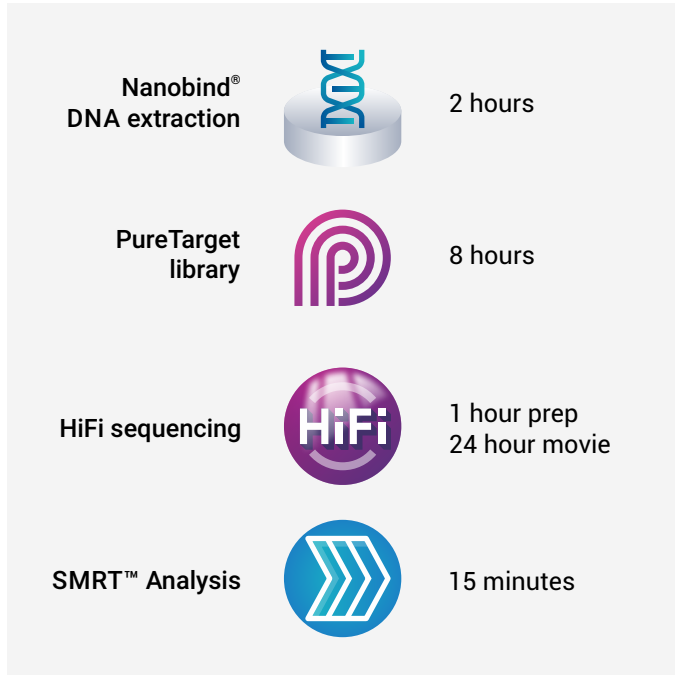 Nanobind®
DNA extraction
2 hours
PureTarget
library
8 hours
HiFi sequencing
HiFi
1 hour prep
24 hour movie
SMRT™ Analysis
15 minutes